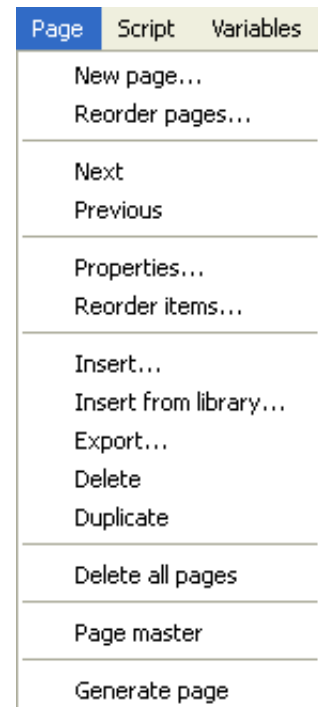 Page Script Variables
New page...
Reorder pages...
Next
Previous
Properties...
Reorder items...
Insert...
Insert from library...
Export...
Delete
Duplicate
Delete all pages
Page master
Generate page